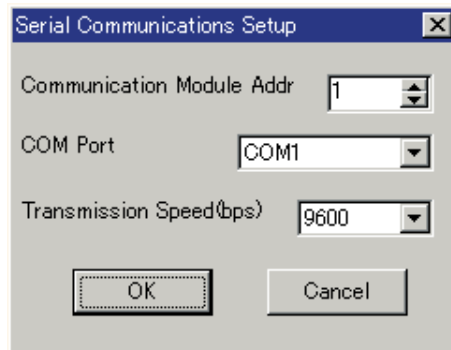 Serial Communications Setup
Communication Module Addr 1
COM Port COM1
Transmission Speed(bps) 9600
OK Cancel